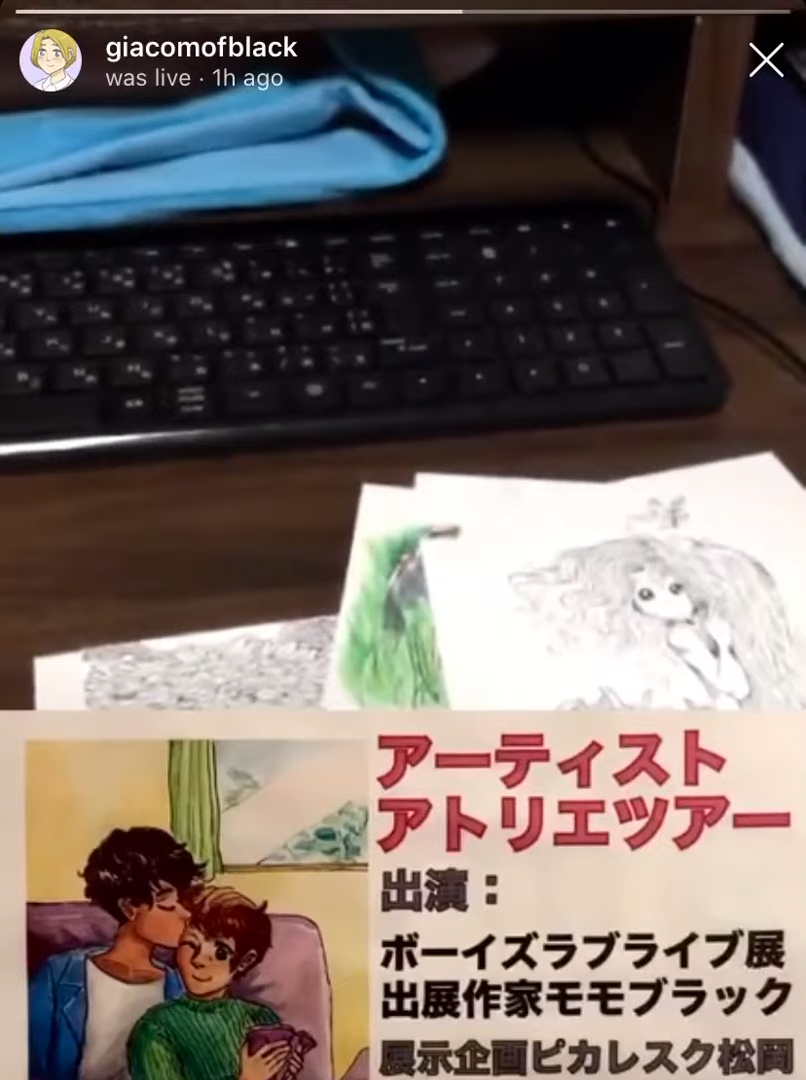 giacomofblack
was live · 1h ago
アーティスト
アトリエツアー
出演：
ボーイズラブライブ展
出展作家モモブラック
展示企画ピカレスク松岡